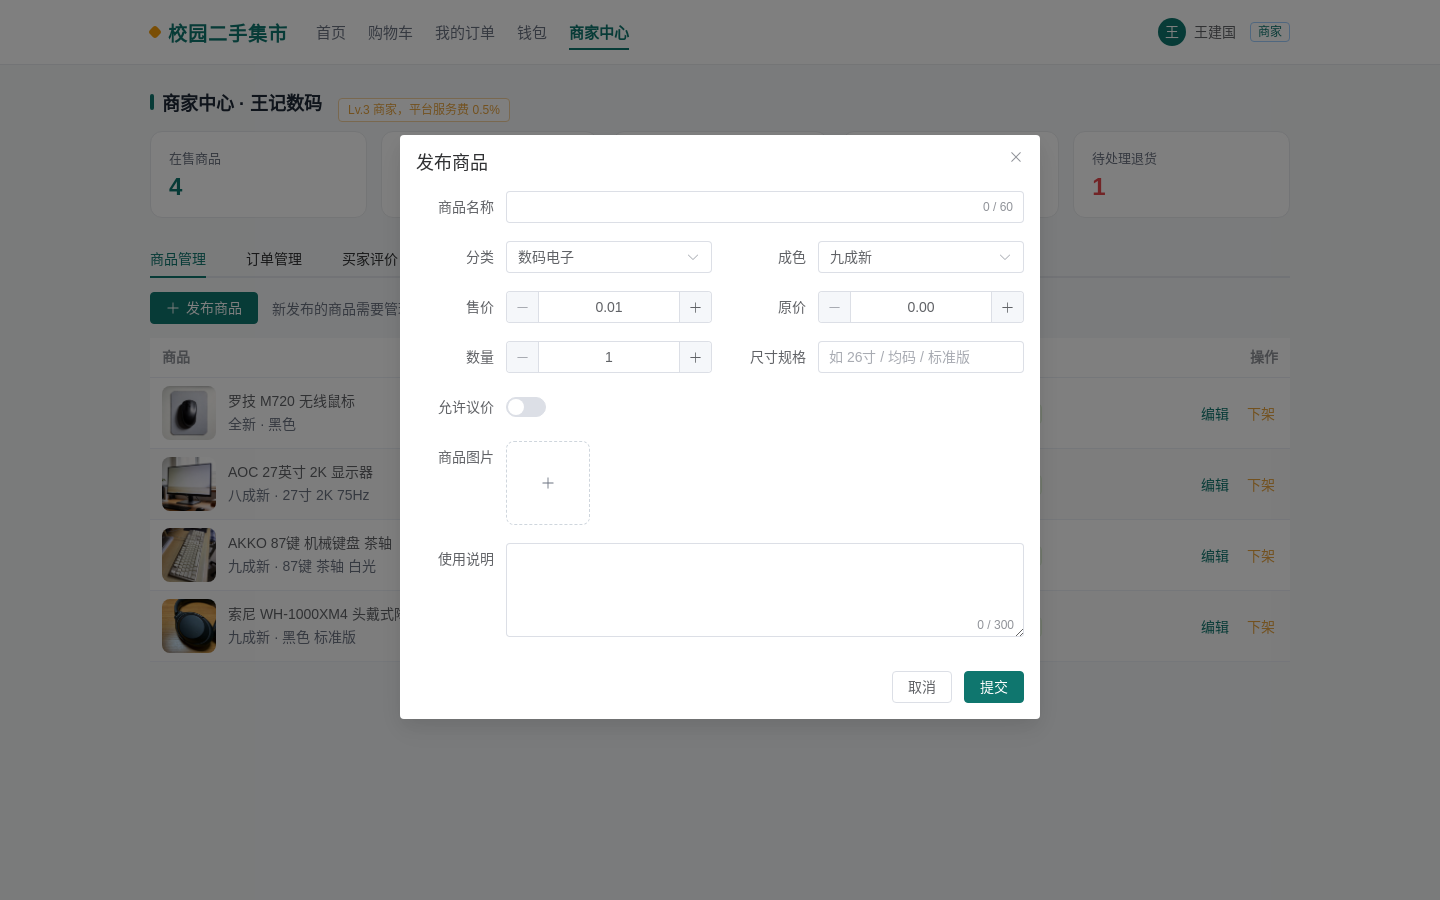 校园二手集市 首页 购物车 我的订单 钱包 商家中心 王 王建国 商家
商家中心 · 王记数码 Lv.3 商家，平台服务费 0.5%
在售商品
4
待处理退货
1
商品管理 订单管理 买家评价
发布商品 新发布的商品需要管
商品 操作
罗技 M720 无线鼠标
全新 · 黑色
编辑 下架
AOC 27英寸 2K 显示器
八成新 · 27寸 2K 75Hz
编辑 下架
AKKO 87键 机械键盘 茶轴
九成新 · 87键 茶轴 白光
编辑 下架
索尼 WH-1000XM4 头戴式
九成新 · 黑色 标准版
编辑 下架
发布商品
商品名称 0 / 60
分类 数码电子 成色 九成新
售价 0.01 原价 0.00
数量 1 尺寸规格 如 26寸 / 均码 / 标准版
允许议价
商品图片
使用说明
0 / 300
取消 提交